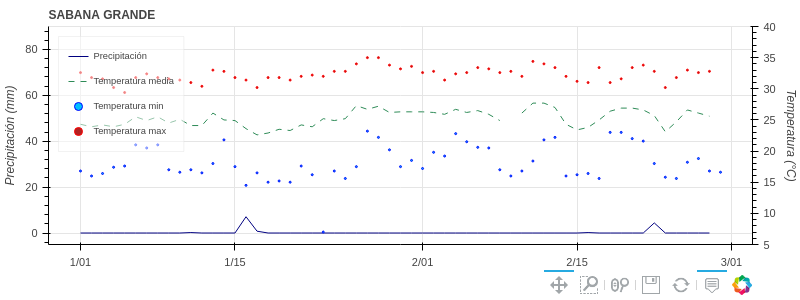 SABANA GRANDE
Precipitación
Temperatura média
Temperatura min
Temperatura max
Precipitación (mm)
80
60
40
20
0
Temperatura (°C)
40
35
30
25
20
15
10
5
1/01
1/15
2/01
2/15
3/01